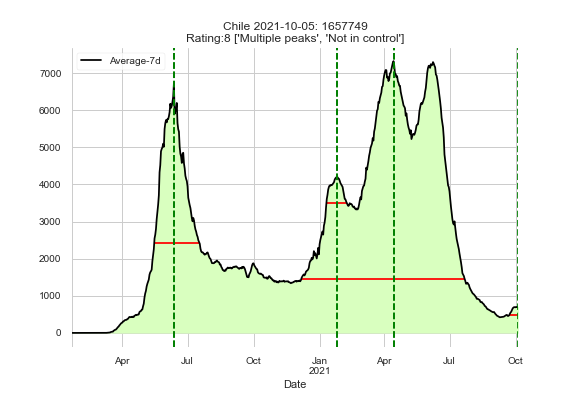 Chile 2021-10-05: 1657749
Rating:8 ['Multiple peaks', 'Not in control']
Average-7d
7000
6000
5000
4000
3000
2000
1000
0
Apr Jul Oct Jan Apr Jul Oct
2021
Date